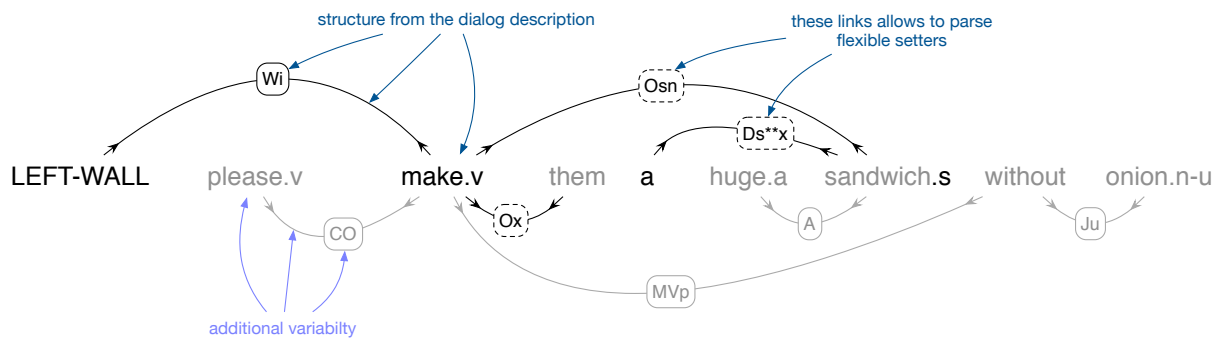 structure from the dialog description
these links allows to parse
flexible setters
Wi
Osn
Ds**x
LEFT-WALL please.v make.v them a huge.a sandwich.s without onion.n-u
Ox
CO
A
Ju
MVp
additional variabilty